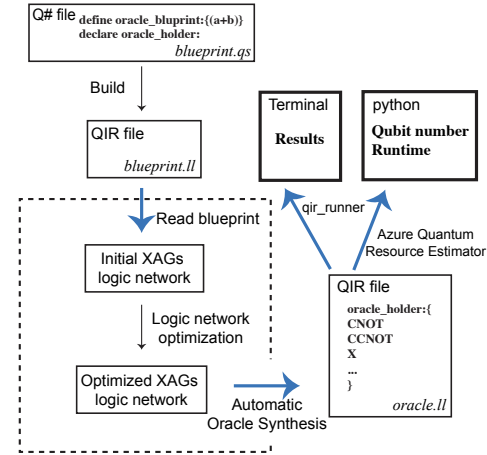 Q# file define oracle_bluprint:{(a+b)}
declare oracle_holder:
blueprint.qs
Build
QIR file
blueprint.ll
Terminal
Results
python
Qubit number
Runtime
Read blueprint
qir_runner
Azure Quantum
Resource Estimator
Initial XAGs
logic network
Logic network
optimization
Optimized XAGs
logic network
Automatic
Oracle Synthesis
QIR file
oracle_holder:{
CNOT
CCNOT
X
...
}
oracle.ll